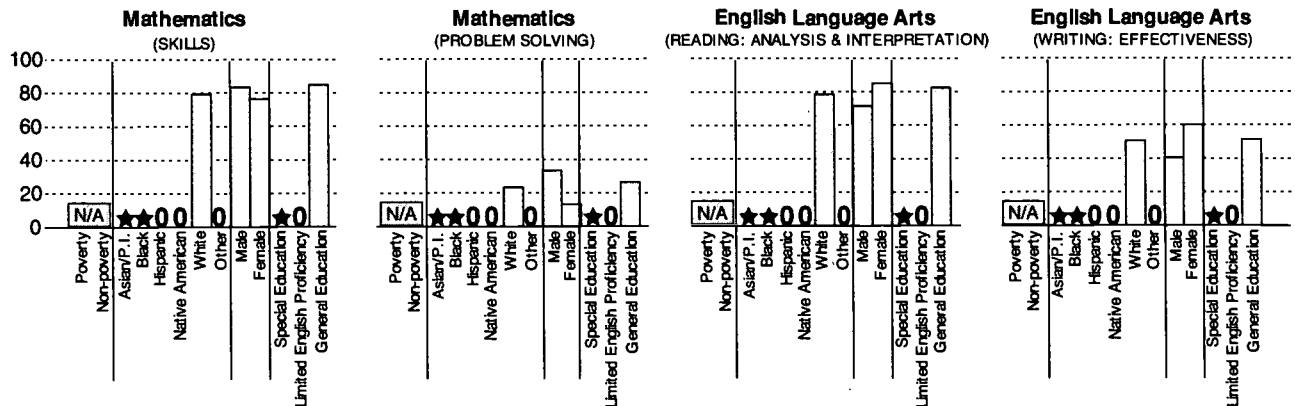 Mathematics
(SKILLS)
100
80
60
40
20
0
N/A ★ ★ 0 0 0 ★ 0
Poverty
Non-poverty
Asian/P.I.
Black
Hispanic
Native American
White
Other
Male
Female
Special Education
Limited English Proficiency
General Education
Mathematics
(PROBLEM SOLVING)
N/A ★ ★ 0 0 0 ★ 0
Poverty
Non-poverty
Asian/P.I.
Black
Hispanic
Native American
White
Other
Male
Female
Special Education
Limited English Proficiency
General Education
English Language Arts
(READING: ANALYSIS & INTERPRETATION)
N/A ★ ★ 0 0 0 ★ 0
Poverty
Non-poverty
Asian/P.I.
Black
Hispanic
Native American
White
Other
Male
Female
Special Education
Limited English Proficiency
General Education
English Language Arts
(WRITING: EFFECTIVENESS)
N/A ★ ★ 0 0 0 ★ 0
Poverty
Non-poverty
Asian/P.I.
Black
Hispanic
Native American
White
Other
Male
Female
Special Education
Limited English Proficiency
General Education